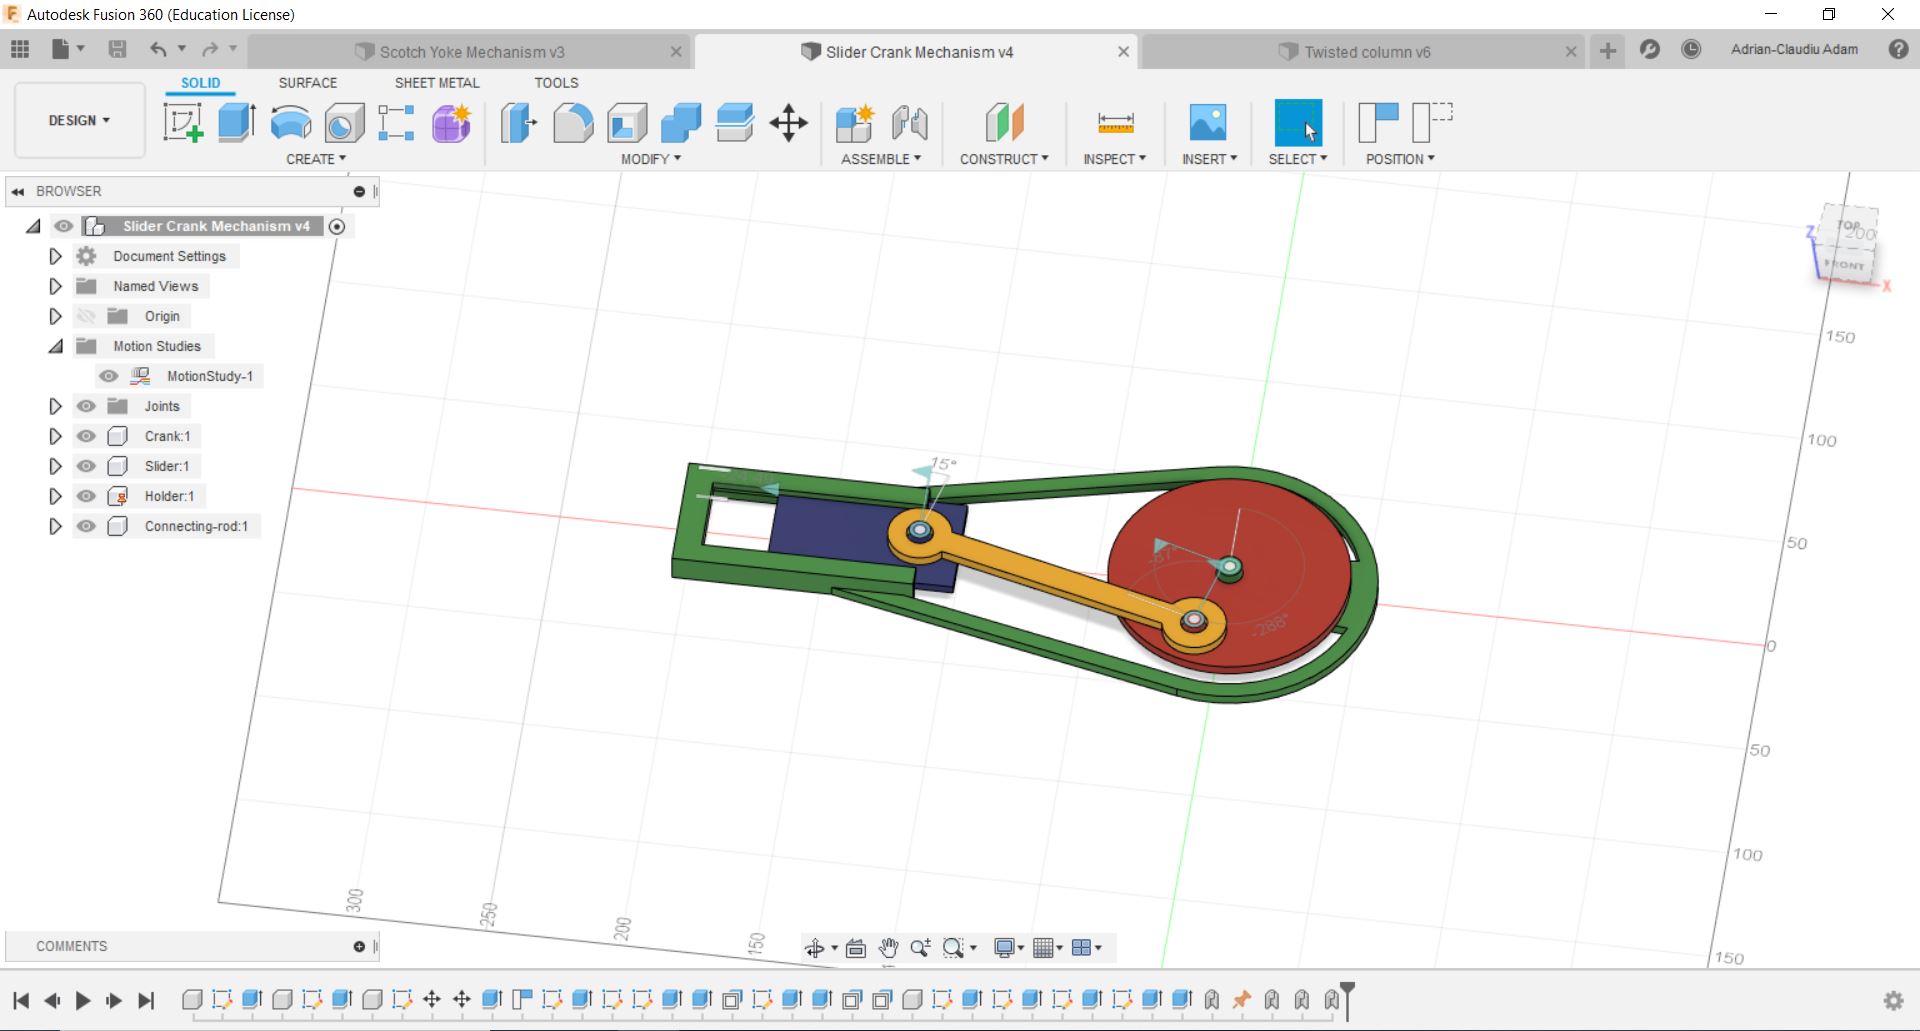 Autodesk Fusion 360 (Education License)
Scotch Yoke Mechanism v3
Slider Crank Mechanism v4
Twisted column v6
Adrian-Claudiu Adam
SOLID SURFACE SHEET METAL TOOLS
DESIGN
CREATE MODIFY ASSEMBLE CONSTRUCT INSPECT INSERT SELECT POSITION
BROWSER
Slider Crank Mechanism v4
Document Settings
Named Views
Origin
Motion Studies
MotionStudy-1
Joints
Crank:1
Slider:1
Holder:1
Connecting-rod:1
TOP
FRONT
Z
X
200
150
100
50
0
50
100
150
15°
-87°
-288°
300
250
200
150
COMMENTS